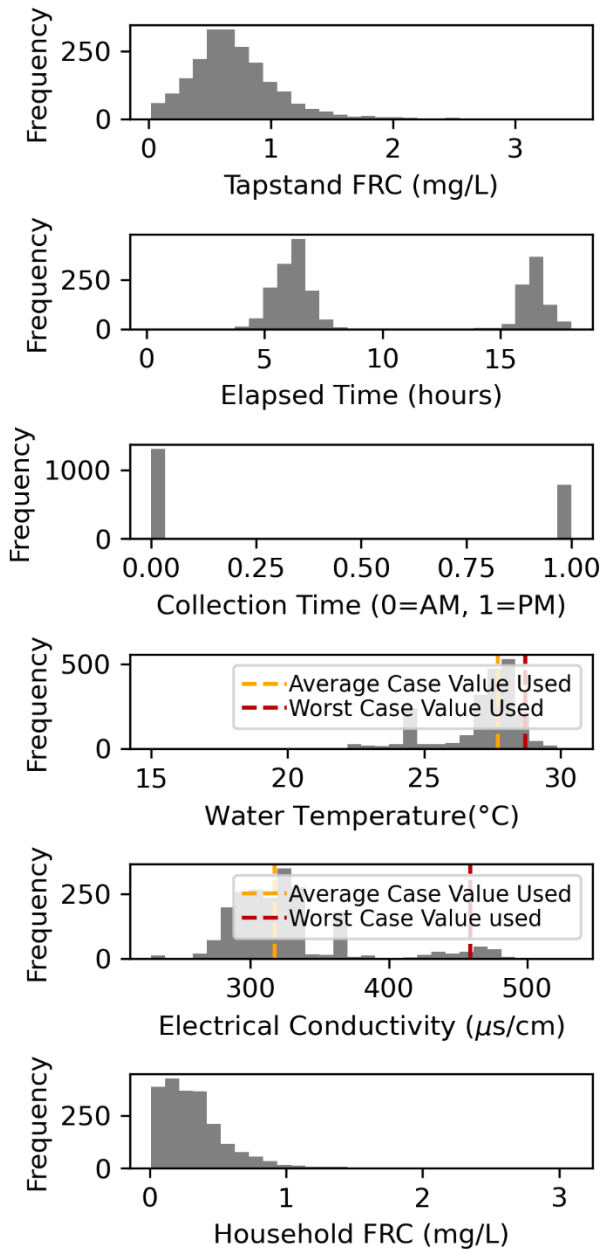 Frequency
250
0
0 1 2 3
Tapstand FRC (mg/L)
Frequency
250
0
0 5 10 15
Elapsed Time (hours)
Frequency
1000
0
0.00 0.25 0.50 0.75 1.00
Collection Time (0=AM, 1=PM)
Frequency
500
0
Average Case Value Used
Worst Case Value Used
15 20 25 30
Water Temperature(°C)
Frequency
250
0
Average Case Value Used
Worst Case Value used
300 400 500
Electrical Conductivity (μs/cm)
Frequency
250
0
0 1 2 3
Household FRC (mg/L)